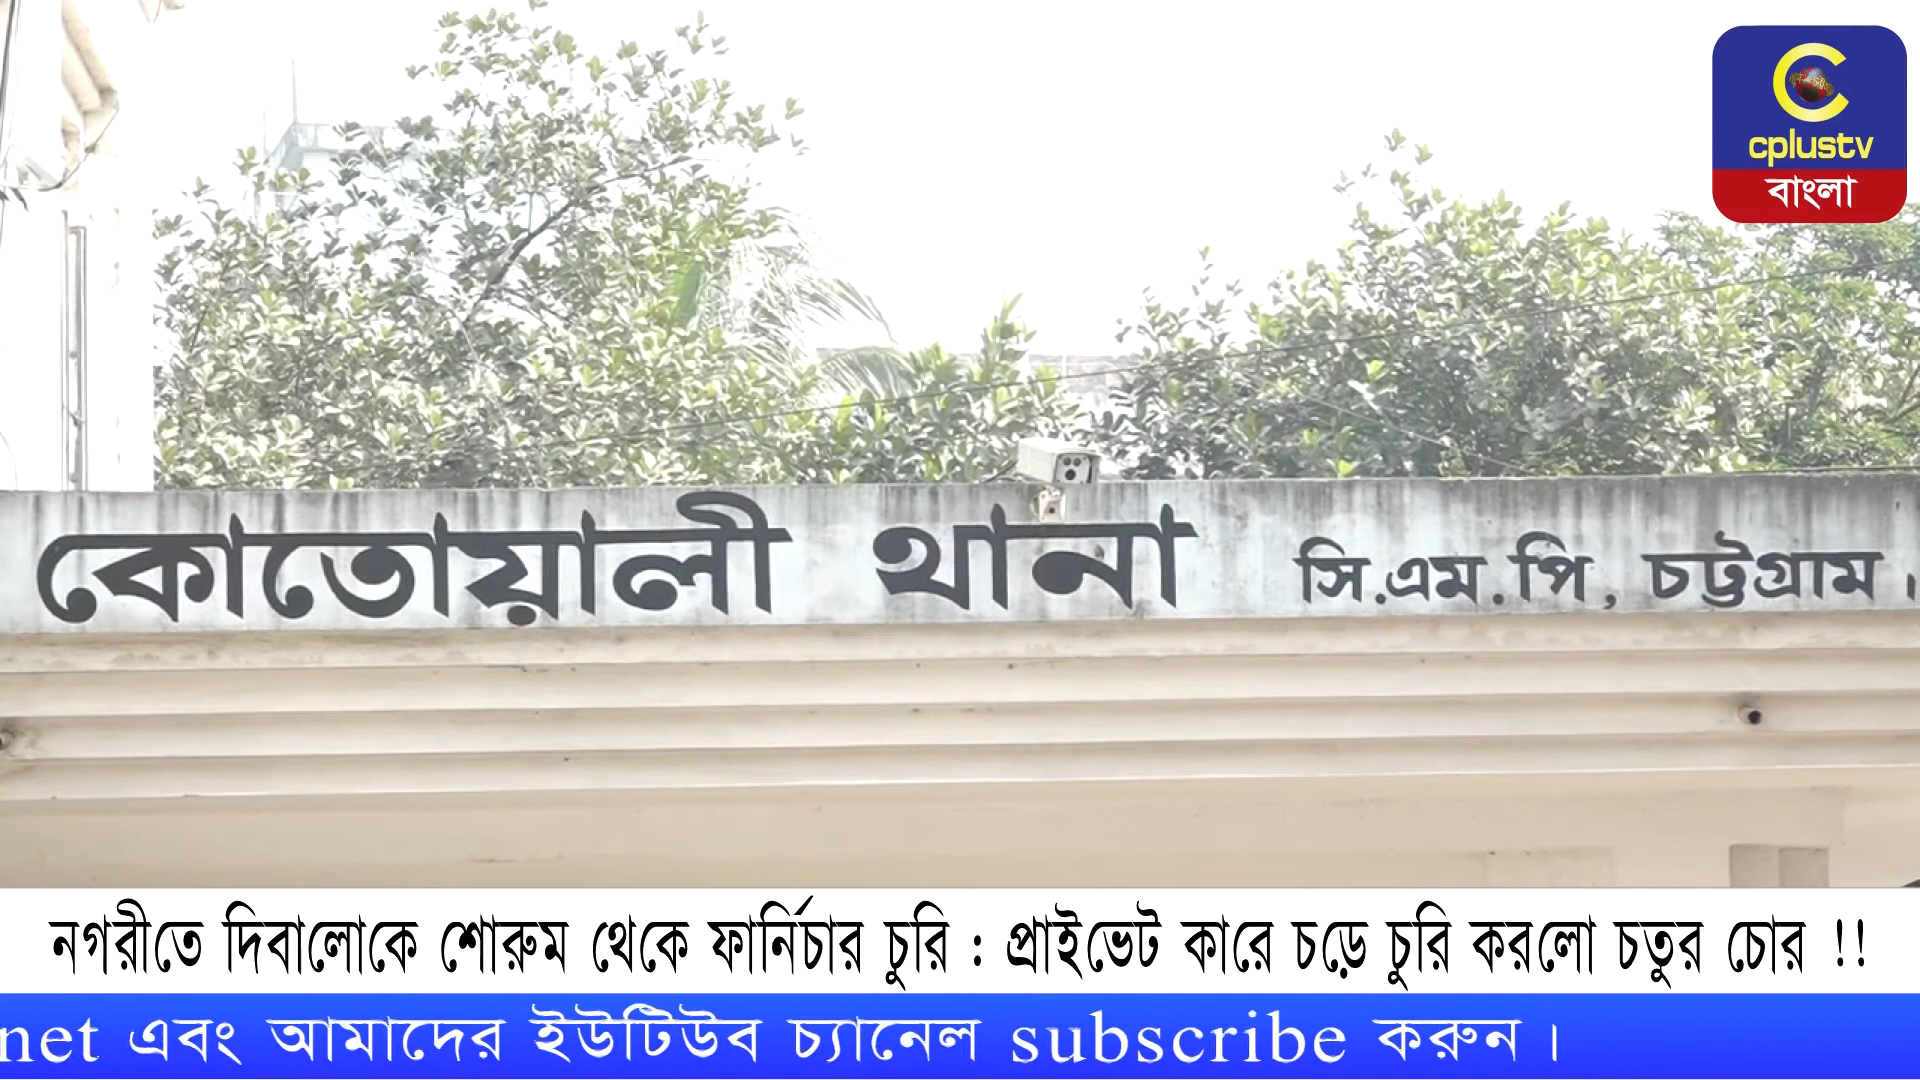 cplustv
বাংলা
কোতোয়ালী থানা সি.এম.পি, চট্টগ্রাম।
নগরীতে দিবালোকে শোরুম থেকে ফার্নিচার চুরি : প্রাইভেট কারে চড়ে চুরি করলো চতুর চোর !!
net এবং আমাদের ইউটিউব চ্যানেল subscribe করুন।